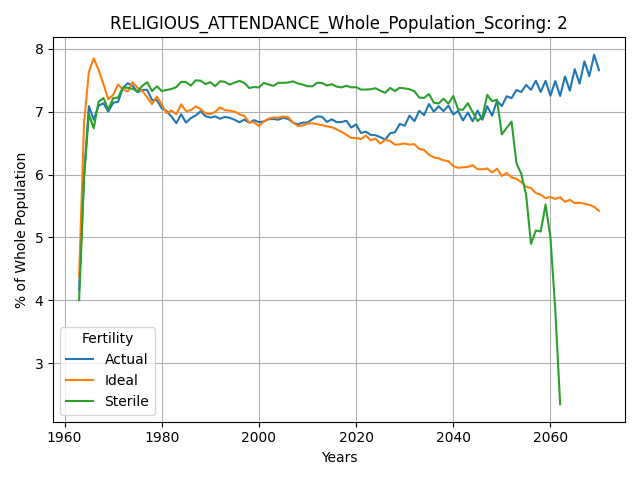 RELIGIOUS_ATTENDANCE_Whole_Population_Scoring: 2
8
7
6
5
4
3
% of Whole Population
Fertility
Actual
Ideal
Sterile
1960 1980 2000 2020 2040 2060
Years